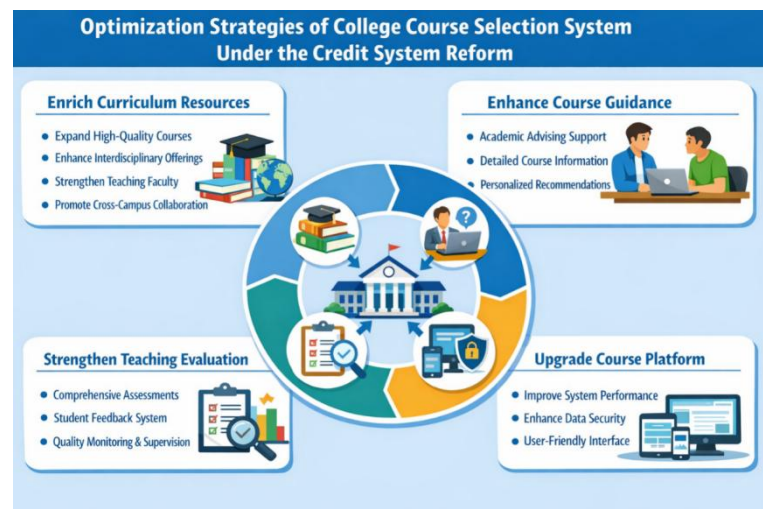 Optimization Strategies of College Course Selection System
Under the Credit System Reform
Enrich Curriculum Resources
Expand High-Quality Courses
Enhance Interdisciplinary Offerings
Strengthen Teaching Faculty
Promote Cross-Campus Collaboration
Enhance Course Guidance
Academic Advising Support
Detailed Course Information
Personalized Recommendations
?
Strengthen Teaching Evaluation
Comprehensive Assessments
Student Feedback System
Quality Monitoring & Supervision
Upgrade Course Platform
Improve System Performance
Enhance Data Security
User-Friendly Interface